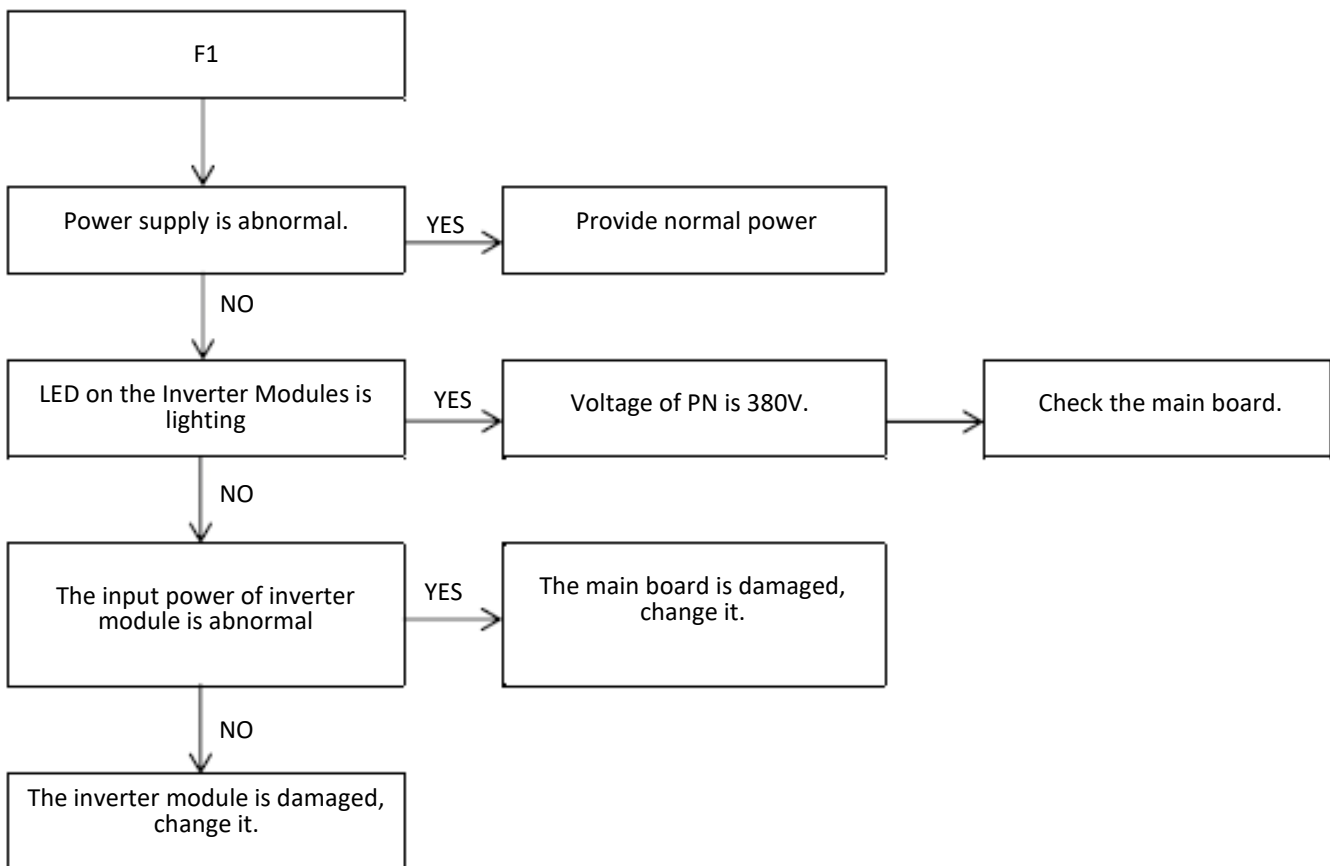 F1
Power supply is abnormal.
YES
Provide normal power
NO
LED on the Inverter Modules is
lighting
YES
Voltage of PN is 380V.
Check the main board.
NO
The input power of inverter
module is abnormal
YES
The main board is damaged,
change it.
NO
The inverter module is damaged,
change it.